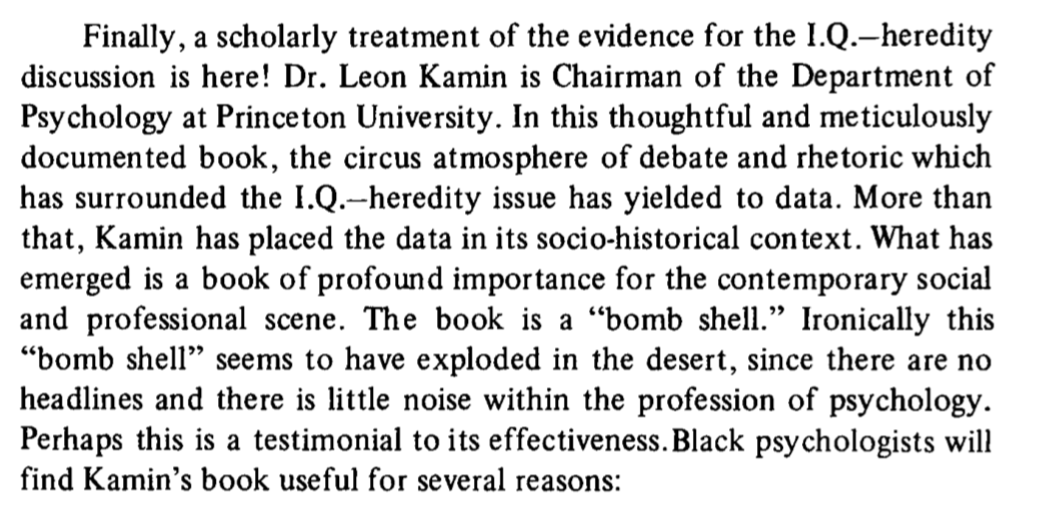 Finally, a scholarly treatment of the evidence for the I.Q.—heredity
discussion is here! Dr. Leon Kamin is Chairman of the Department of
Psychology at Princeton University. In this thoughtful and meticulously
documented book, the circus atmosphere of debate and rhetoric which
has surrounded the I.Q.—heredity issue has yielded to data. More than
that, Kamin has placed the data in its socio-historical context. What has
emerged is a book of profound importance for the contemporary social
and professional scene. The book is a “bomb shell.” Ironically this
“bomb shell” seems to have exploded in the desert, since there are no
headlines and there is little noise within the profession of psychology.
Perhaps this is a testimonial to its effectiveness. Black psychologists will
find Kamin’s book useful for several reasons: